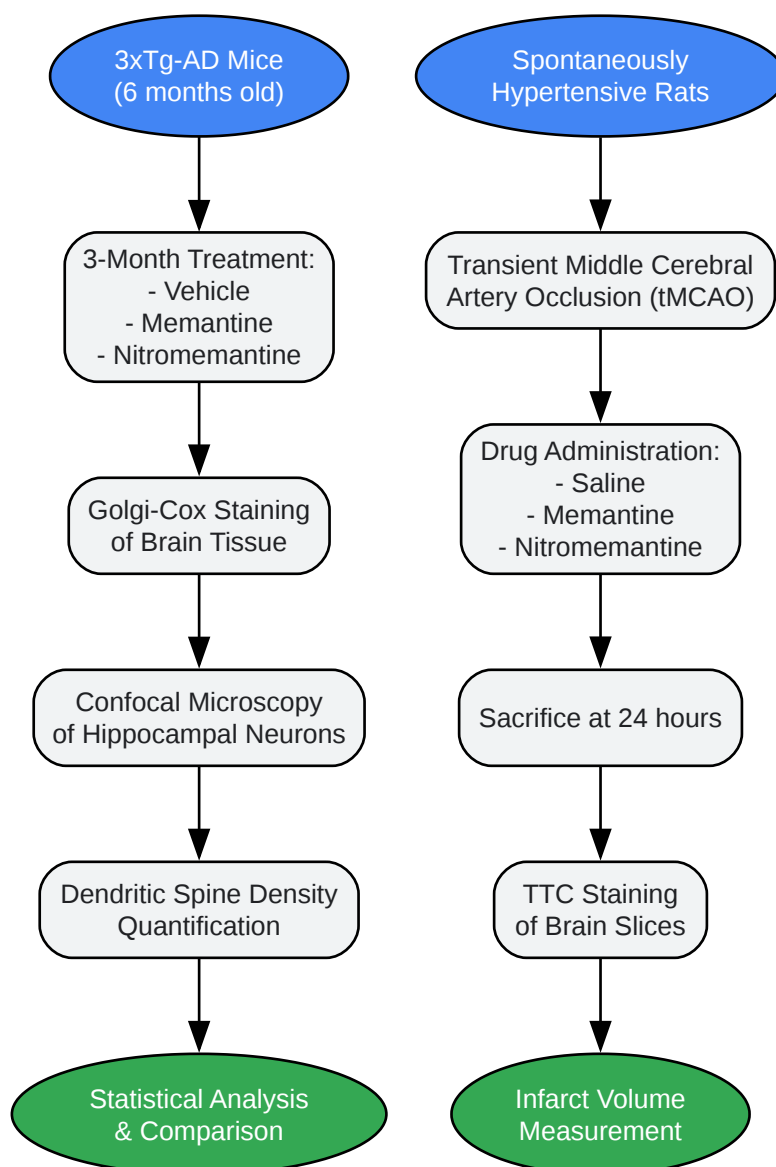 3xTg-AD Mice
(6 months old)
3-Month Treatment:
- Vehicle
- Memantine
- Nitromemantine
Golgi-Cox Staining
of Brain Tissue
Confocal Microscopy
of Hippocampal Neurons
Dendritic Spine Density
Quantification
Statistical Analysis
& Comparison
Spontaneously
Hypertensive Rats
Transient Middle Cerebral
Artery Occlusion (tMCAO)
Drug Administration:
- Saline
- Memantine
- Nitromemantine
Sacrifice at 24 hours
TTC Staining
of Brain Slices
Infarct Volume
Measurement